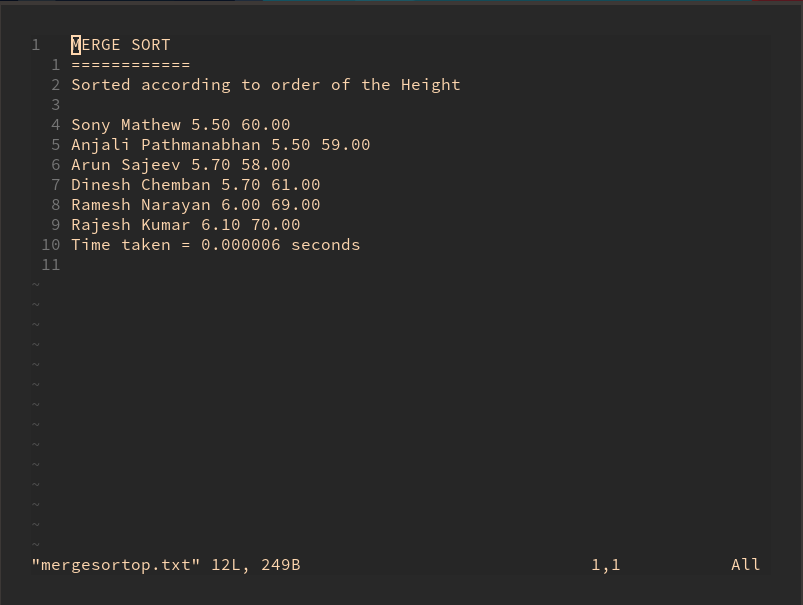 1 MERGE SORT
1 ============
2 Sorted according to order of the Height
3
4 Sony Mathew 5.50 60.00
5 Anjali Pathmanabhan 5.50 59.00
6 Arun Sajeev 5.70 58.00
7 Dinesh Chemban 5.70 61.00
8 Ramesh Narayan 6.00 69.00
9 Rajesh Kumar 6.10 70.00
10 Time taken = 0.000006 seconds
11
~
~
~
~
~
~
~
~
~
~
~
~
~
~
"mergesortop.txt" 12L, 249B 1,1 All